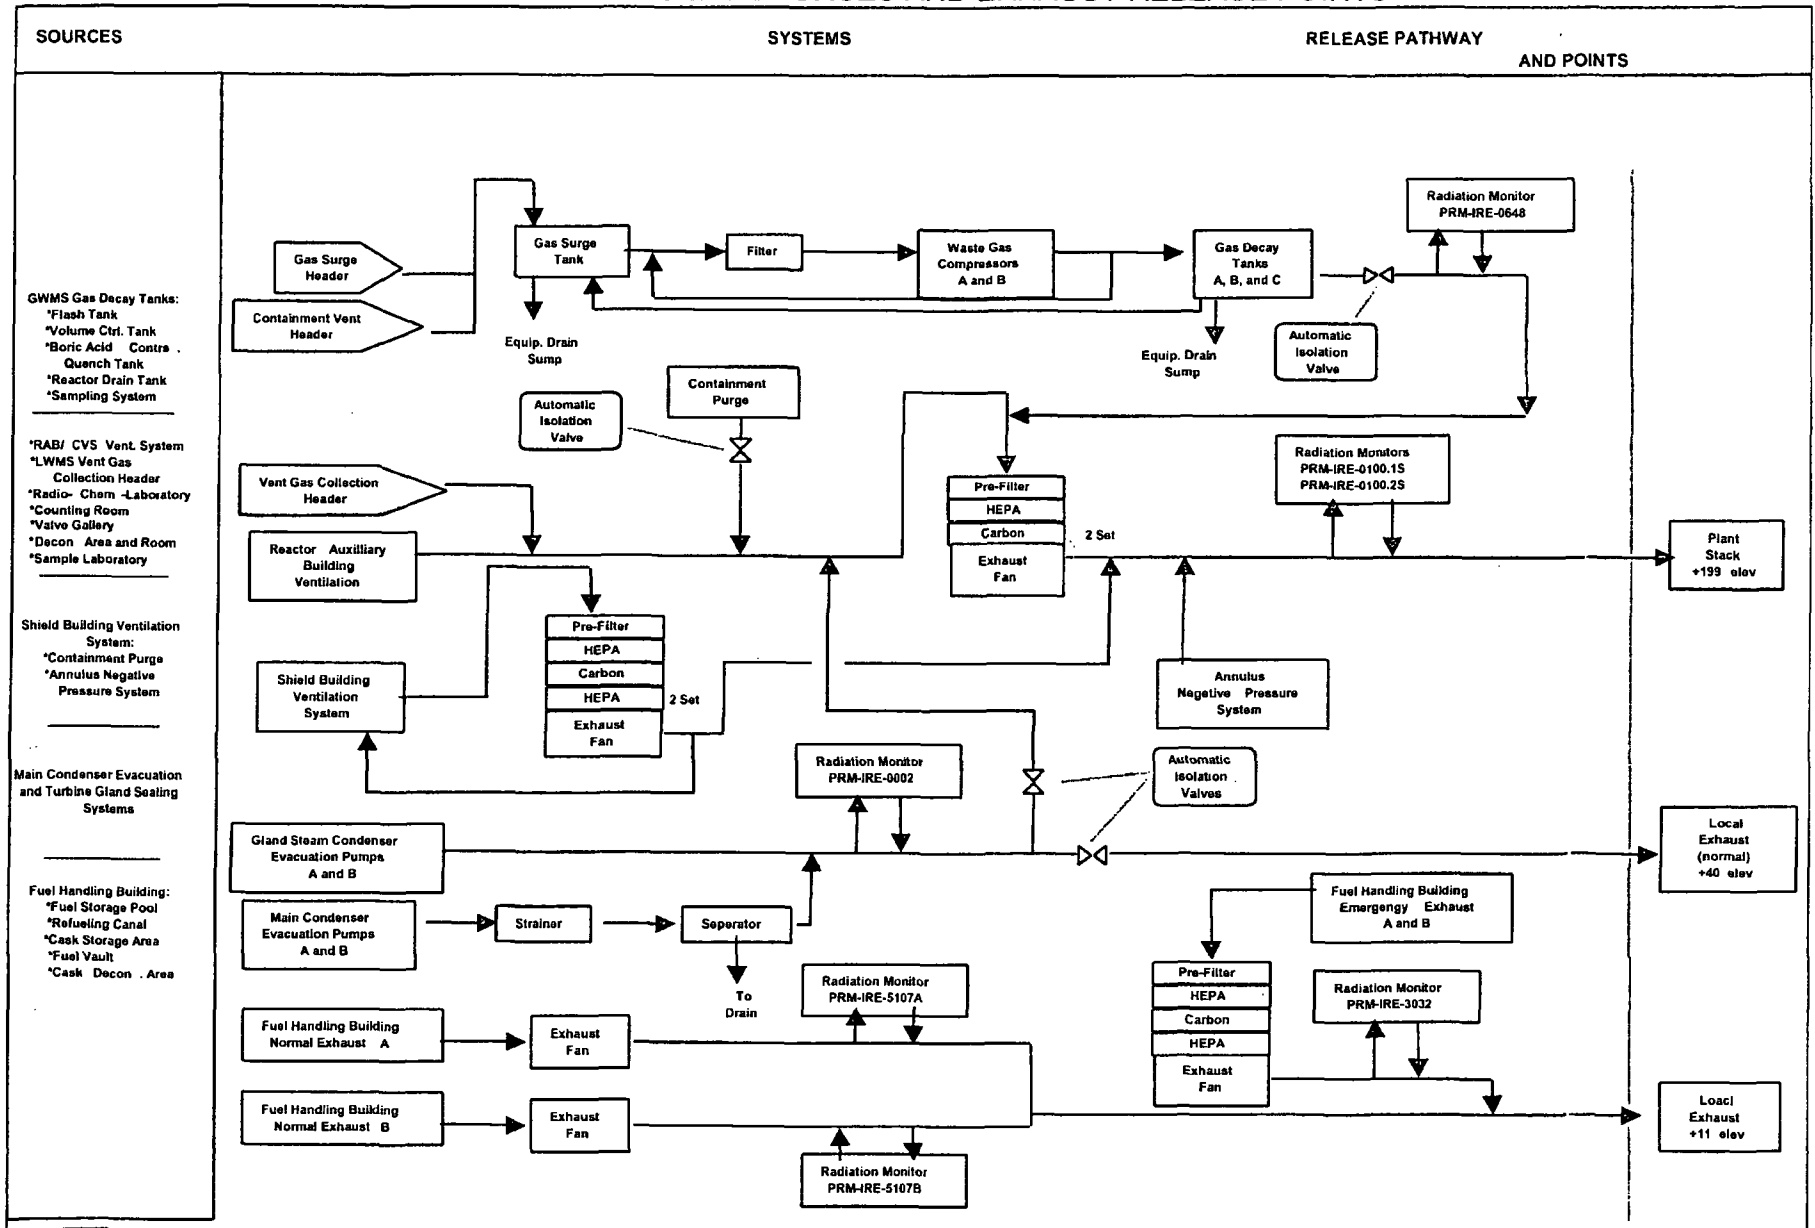 SOURCES
SYSTEMS
RELEASE PATHWAY
AND POINTS
GWMS Gas Decay Tanks:
*Flash Tank
*Volume Ctrl. Tank
*Boric Acid Contra .
Quench Tank
*Reactor Drain Tank
*Sampling System
*RAB/ CVS Vent. System
*LWMS Vent Gas
Collection Header
*Radio- Chem -Laboratory
*Counting Room
*Valve Gallery
*Decon Area and Room
*Sample Laboratory
Shield Building Ventilation
System:
*Containment Purge
*Annulus Negative
Pressure System
Main Condenser Evacuation
and Turbine Gland Sealing
Systems
Fuel Handling Building:
*Fuel Storage Pool
*Refueling Canal
*Cask Storage Area
*Fuel Vault
*Cask Decon . Area
Gas Surge
Header
Containment Vent
Header
Gas Surge
Tank
Equip. Drain
Sump
Filter
Waste Gas
Compressors
A and B
Gas Decay
Tanks
A, B, and C
Equip. Drain
Sump
Radiation Monitor
PRM-IRE-0648
Automatic
Isolation
Valve
Containment
Purge
Automatic
Isolation
Valve
Vent Gas Collection
Header
Reactor Auxilliary
Building
Ventilation
Pre-Filter
HEPA
Carbon
Exhaust
Fan
2 Set
Radiation Monitors
PRM-IRE-0100.1S
PRM-IRE-0100.2S
Plant
Stack
+199 elev
Shield Building
Ventilation
System
Pre-Filter
HEPA
Carbon
HEPA
Exhaust
Fan
2 Set
Annulus
Negetive Pressure
System
Radiation Monitor
PRM-IRE-0002
Automatic
Isolation
Valves
Gland Steam Condenser
Evacuation Pumps
A and B
Local
Exhaust
(normal)
+40 elev
Main Condenser
Evacuation Pumps
A and B
Strainer
Seperator
To
Drain
Fuel Handling Building
Emergengy Exhaust
A and B
Pre-Filter
HEPA
Carbon
HEPA
Exhaust
Fan
Radiation Monitor
PRM-IRE-3032
Radiation Monitor
PRM-IRE-5107A
Fuel Handling Building
Normal Exhaust A
Exhaust
Fan
Fuel Handling Building
Normal Exhaust B
Exhaust
Fan
Radiation Monitor
PRM-IRE-5107B
Loacl
Exhaust
+11 elev